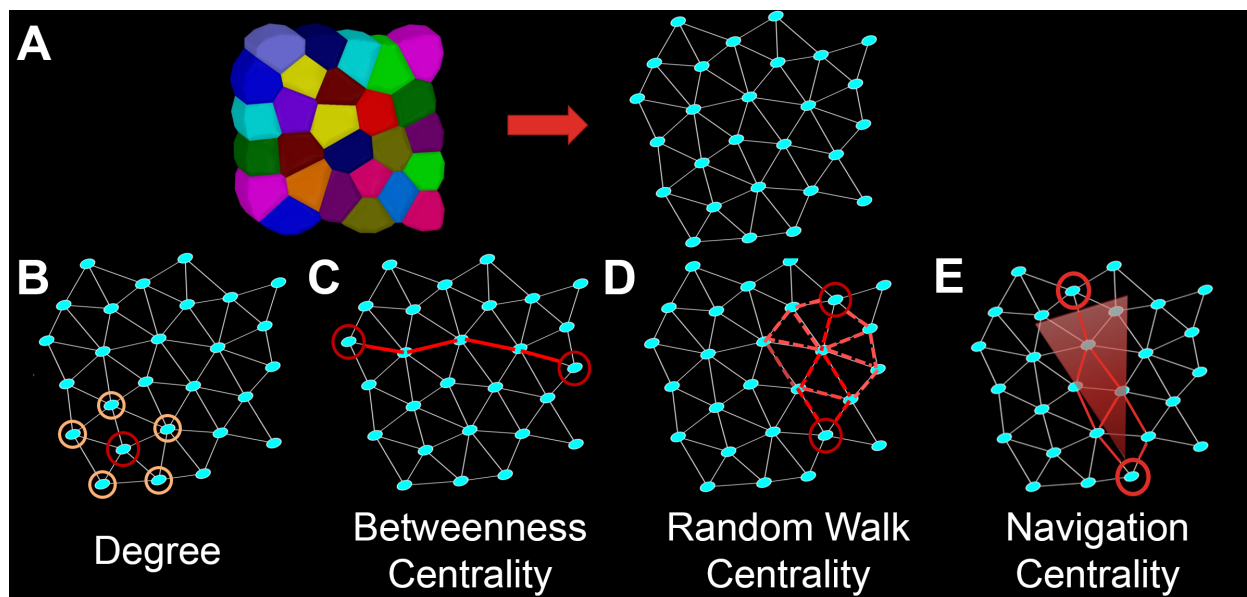 A
B
C
D
E
Degree
Betweenness
Centrality
Random Walk
Centrality
Navigation
Centrality